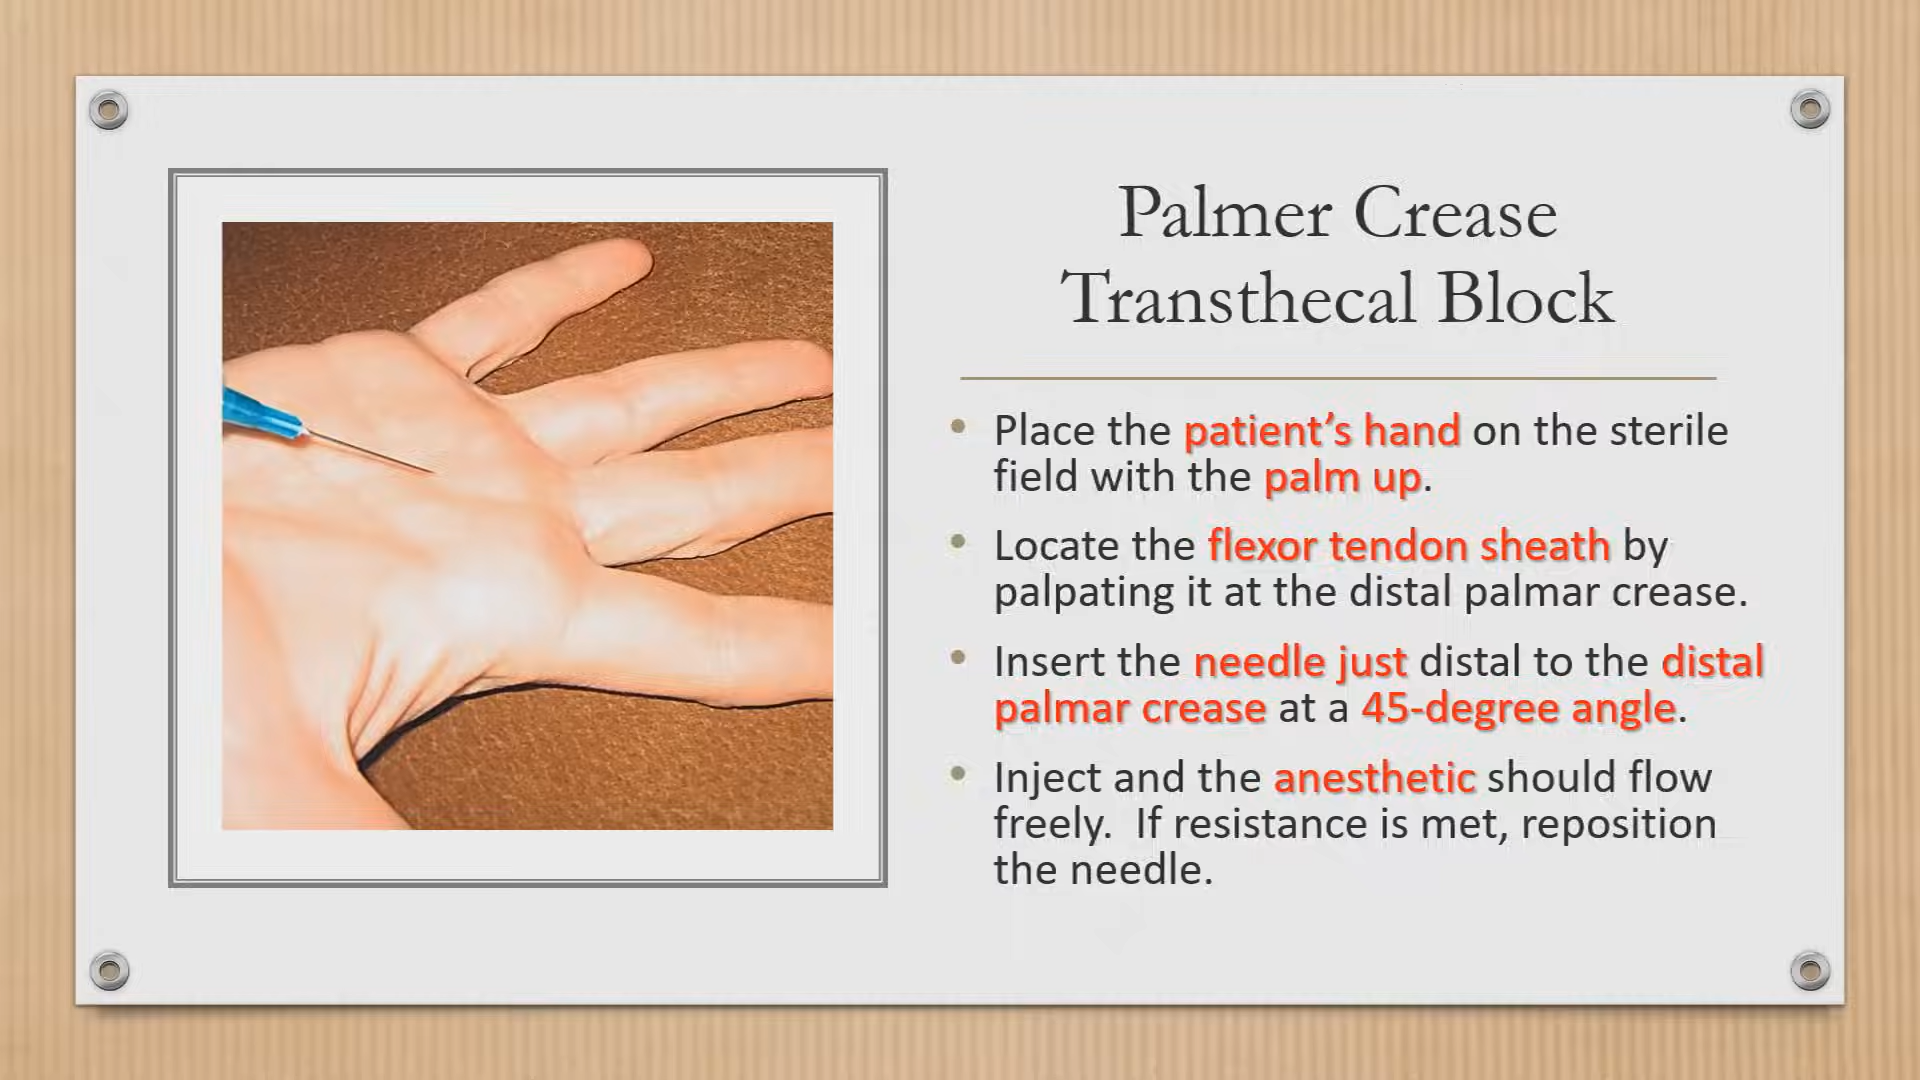 Palmer Crease
Transthecal Block
• Place the patient’s hand on the sterile
field with the palm up.
• Locate the flexor tendon sheath by
palpating it at the distal palmar crease.
• Insert the needle just distal to the distal
palmar crease at a 45-degree angle.
• Inject and the anesthetic should flow
freely.  If resistance is met, reposition
the needle.